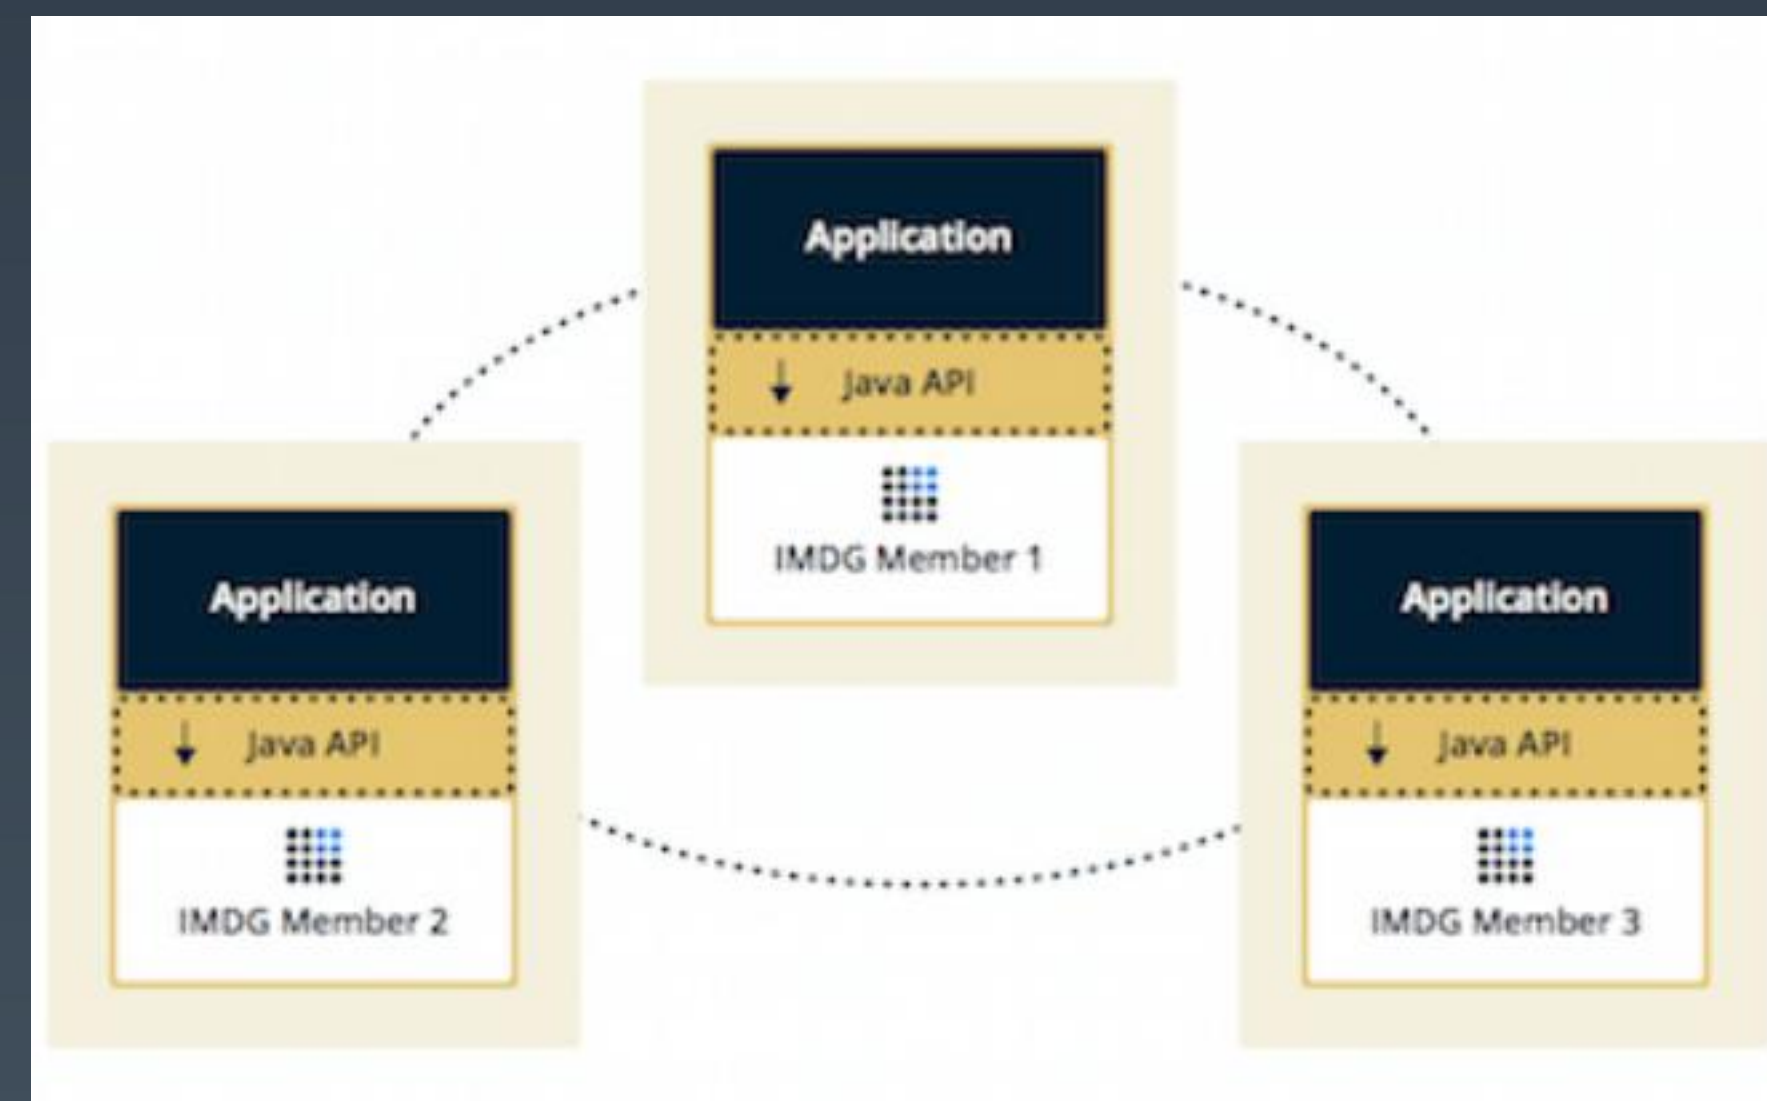 Application
Java API
IMDG Member 1
Application
Java API
IMDG Member 2
Application
Java API
IMDG Member 3